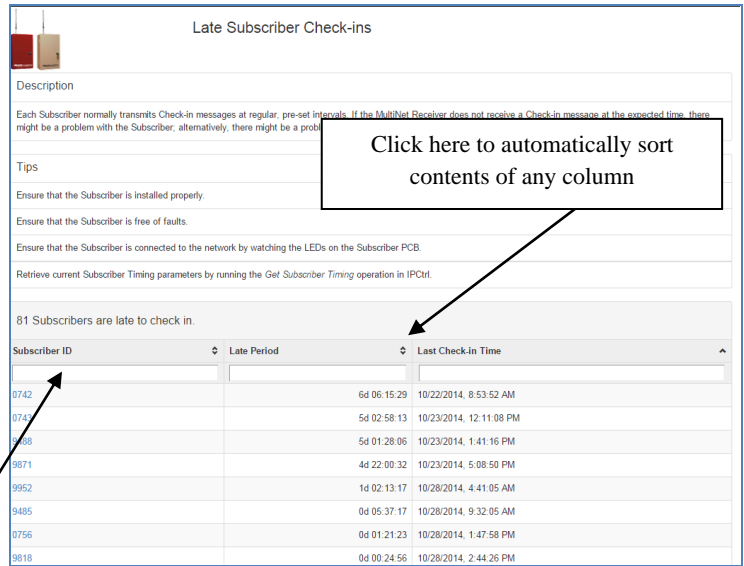 Late Subscriber Check-ins
Description
Each Subscriber normally transmits Check-in messages at regular, pre-set intervals. If the MultiNet Receiver does not receive a Check-in message at the expected time, there
might be a problem with the Subscriber; alternatively, there might be a
Click here to automatically sort
contents of any column
Tips
Ensure that the Subscriber is installed properly.
Ensure that the Subscriber is free of faults.
Ensure that the Subscriber is connected to the network by watching the LEDs on the Subscriber PCB.
Retrieve current Subscriber Timing parameters by running the Get Subscriber Timing operation in IPCtrl.
81 Subscribers are late to check in.
Subscriber ID Late Period Last Check-in Time
0742 6d 06:15:29 10/22/2014, 8:53:52 AM
0743 5d 02:58:13 10/23/2014, 12:11:08 PM
9488 5d 01:28:06 10/23/2014, 1:41:16 PM
9871 4d 22:00:32 10/23/2014, 5:08:50 PM
9952 1d 02:13:17 10/28/2014, 4:41:05 AM
9485 0d 05:37:17 10/28/2014, 9:32:05 AM
0756 0d 01:21:23 10/28/2014, 1:47:58 PM
9818 0d 00:24:56 10/28/2014, 2:44:26 PM